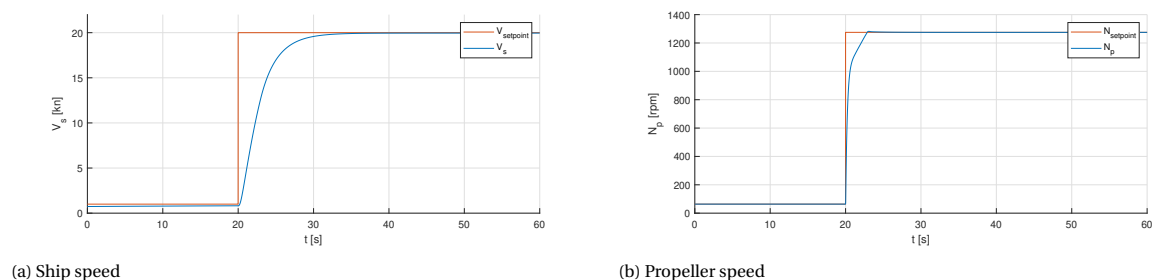 20
15
10
5
0
V_s [kn]
V_setpoint
V_s
0 10 20 30 40 50 60
t [s]
(a) Ship speed
1400
1200
1000
800
600
400
200
0
N_p [rpm]
N_setpoint
N_p
0 10 20 30 40 50 60
t [s]
(b) Propeller speed